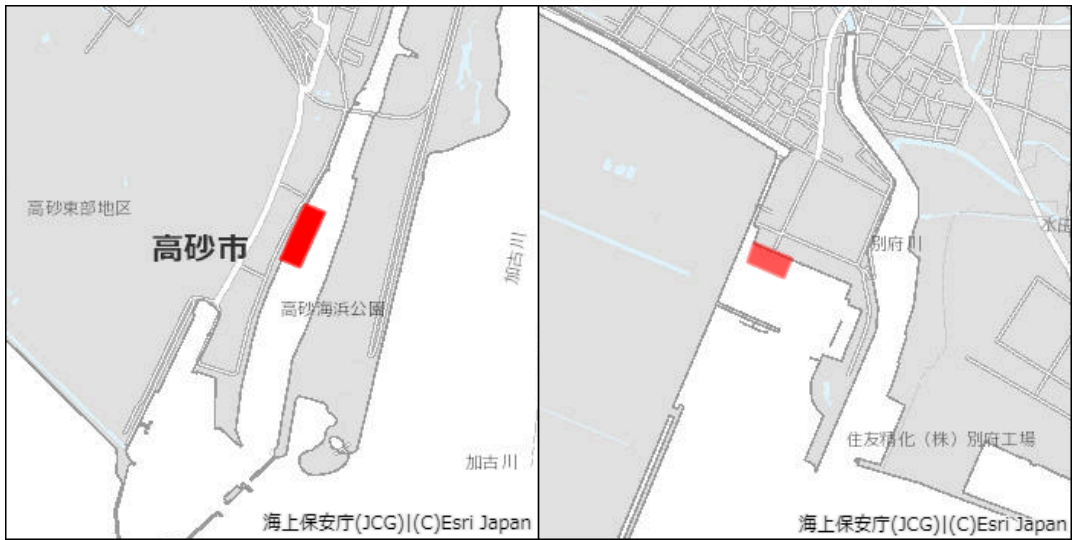 高砂東部地区
高砂市
加古川
高砂海浜公園
加古川
海上保安庁(JCG)|(C)Esri Japan
別府川
水田
住友精化（株）別府工場
海上保安庁(JCG)|(C)Esri Japan